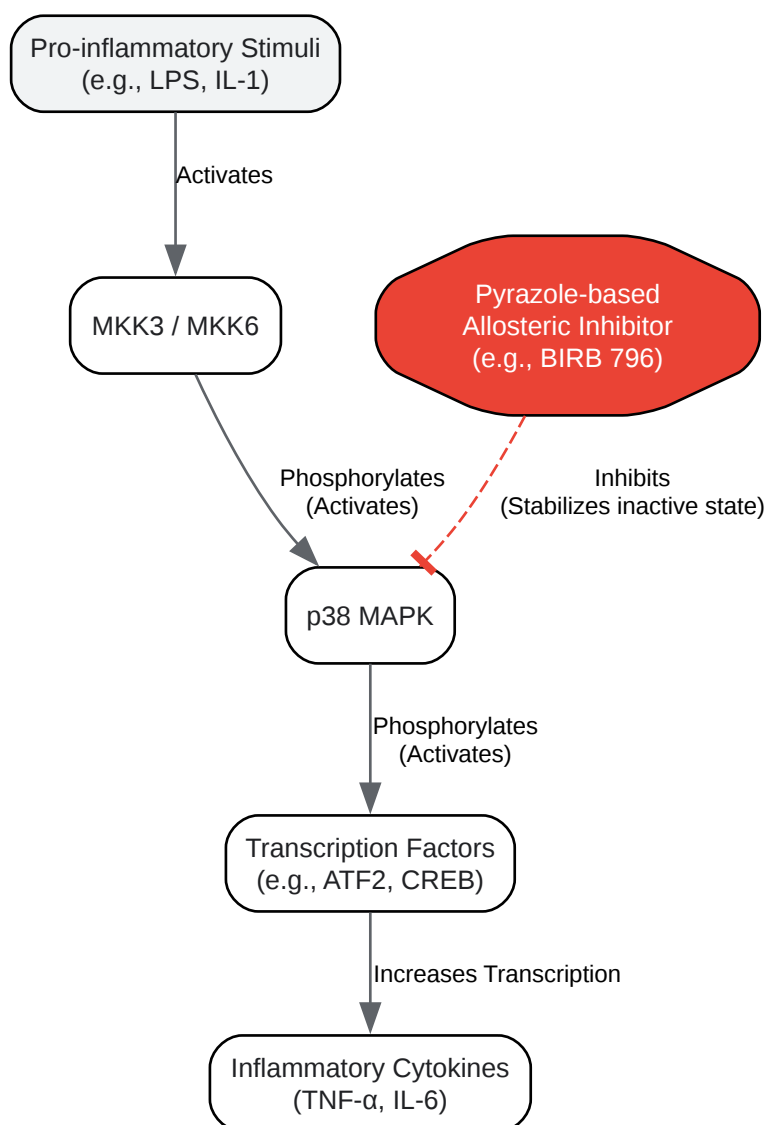 Pro-inflammatory Stimuli
(e.g., LPS, IL-1)
Activates
MKK3 / MKK6
Pyrazole-based
Allosteric Inhibitor
(e.g., BIRB 796)
Phosphorylates
(Activates)
Inhibits
(Stabilizes inactive state)
p38 MAPK
Phosphorylates
(Activates)
Transcription Factors
(e.g., ATF2, CREB)
Increases Transcription
Inflammatory Cytokines
(TNF-α, IL-6)